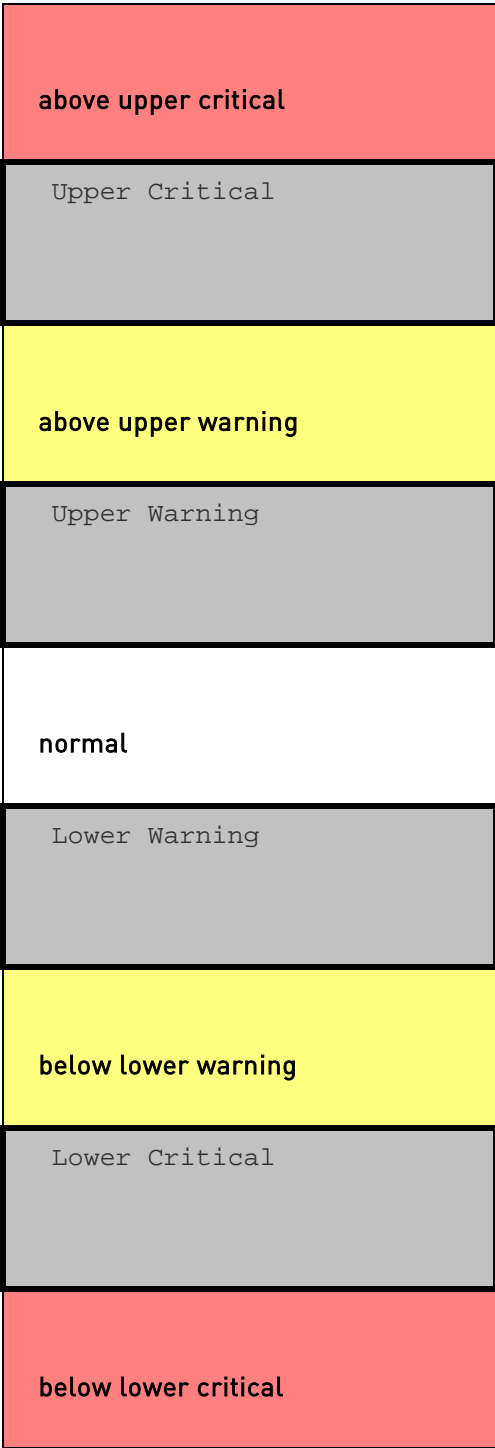 above upper critical
Upper Critical
above upper warning
Upper Warning
normal
Lower Warning
below lower warning
Lower Critical
below lower critical